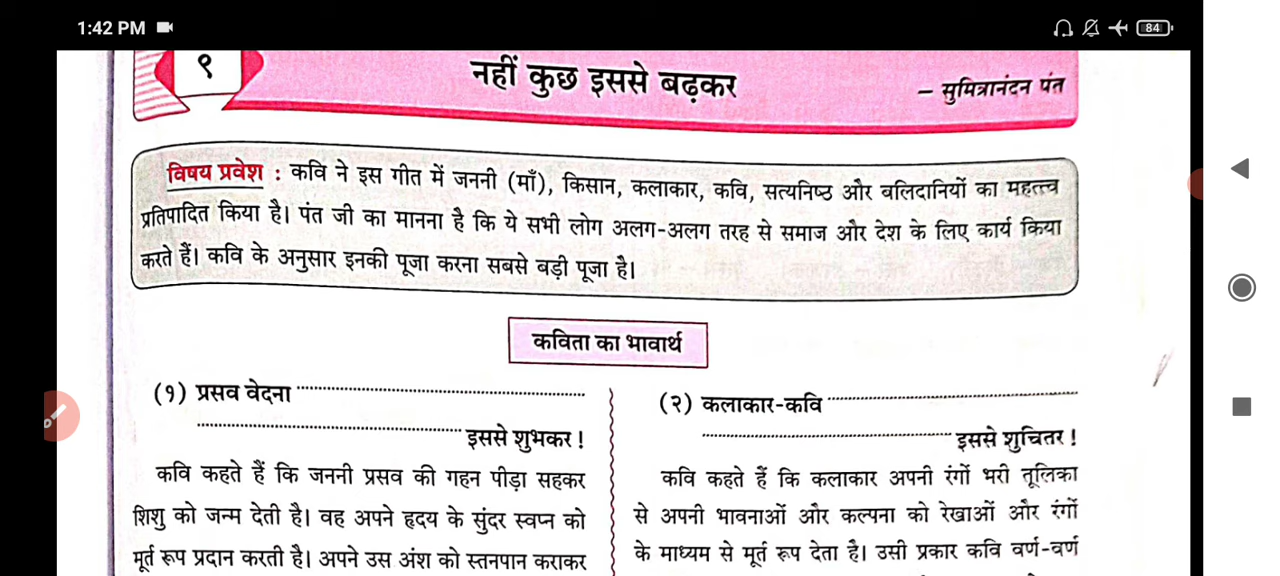 1:42 PM
84
९
नहीं कुछ इससे बढ़कर
– सुमित्रानंदन पंत
विषय प्रवेश : कवि ने इस गीत में जननी (माँ), किसान, कलाकार, कवि, सत्यनिष्ठ और बलिदानियों का महत्त्व
प्रतिपादित किया है। पंत जी का मानना है कि ये सभी लोग अलग-अलग तरह से समाज और देश के लिए कार्य किया
करते हैं। कवि के अनुसार इनकी पूजा करना सबसे बड़ी पूजा है।
कविता का भावार्थ
(१) प्रसव वेदना ........................................
........................................ इससे शुभकर !
कवि कहते हैं कि जननी प्रसव की गहन पीड़ा सहकर
शिशु को जन्म देती है। वह अपने हृदय के सुंदर स्वप्न को
मूर्त रूप प्रदान करती है। अपने उस अंश को स्तनपान कराकर
(२) कलाकार-कवि ........................................
........................................ इससे शुचितर !
कवि कहते हैं कि कलाकार अपनी रंगों भरी तूलिका
से अपनी भावनाओं और कल्पना को रेखाओं और रंगों
के माध्यम से मूर्त रूप देता है। उसी प्रकार कवि वर्ण-वर्ण